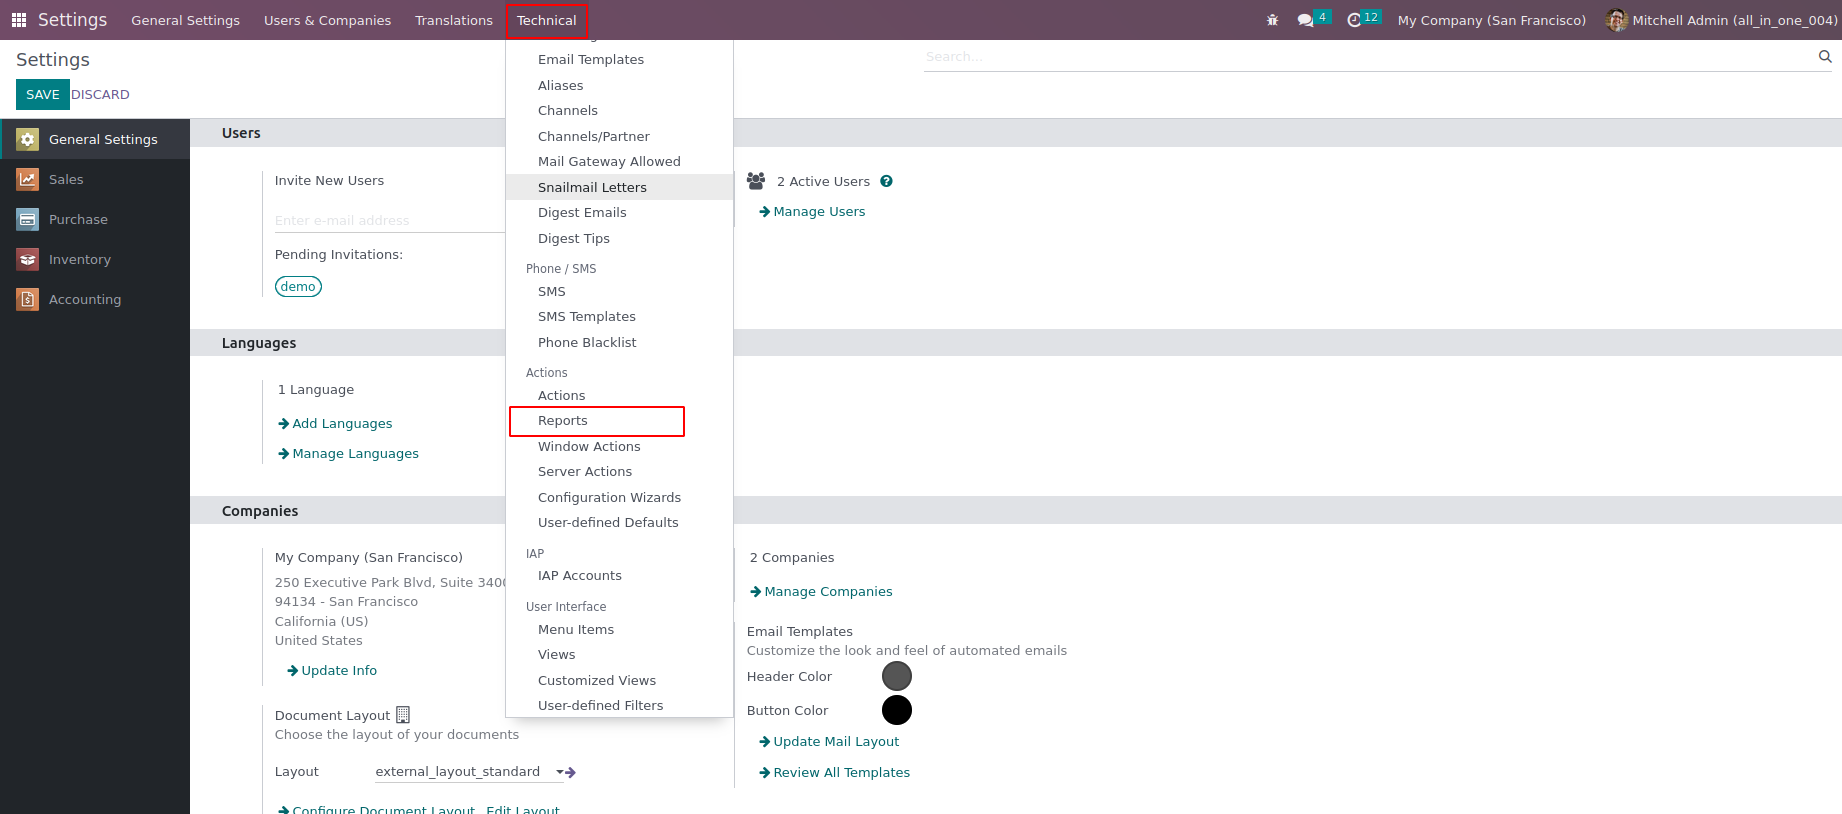 Settings General Settings Users & Companies Translations Technical 4 12 My Company (San Francisco) Mitchell Admin (all_in_one_004)
Settings
Search...
SAVE DISCARD
General Settings
Sales
Purchase
Inventory
Accounting
Email Templates
Aliases
Channels
Channels/Partner
Mail Gateway Allowed
Snailmail Letters
Digest Emails
Digest Tips
Phone / SMS
SMS
SMS Templates
Phone Blacklist
Actions
Actions
Reports
Window Actions
Server Actions
Configuration Wizards
User-defined Defaults
IAP
IAP Accounts
User Interface
Menu Items
Views
Customized Views
User-defined Filters
Users
Invite New Users
Enter e-mail address
Pending Invitations:
demo
2 Active Users ?
Manage Users
Languages
1 Language
Add Languages
Manage Languages
Companies
My Company (San Francisco)
250 Executive Park Blvd, Suite 3400
94134 - San Francisco
California (US)
United States
Update Info
2 Companies
Manage Companies
Document Layout
Choose the layout of your documents
Layout external_layout_standard
Configure Document Layout Edit Layout
Email Templates
Customize the look and feel of automated emails
Header Color
Button Color
Update Mail Layout
Review All Templates